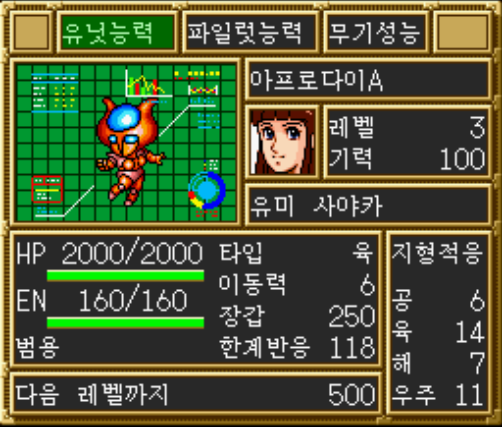 유닛능력 파일럿능력 무기성능
아프로다이A
레벨 3
기력 100
유미 사야카
HP 2000/2000
EN 160/160
범용
타입 육
이동력 6
장갑 250
한계반응 118
지형적응
공 6
육 14
해 7
우주 11
다음 레벨까지 500